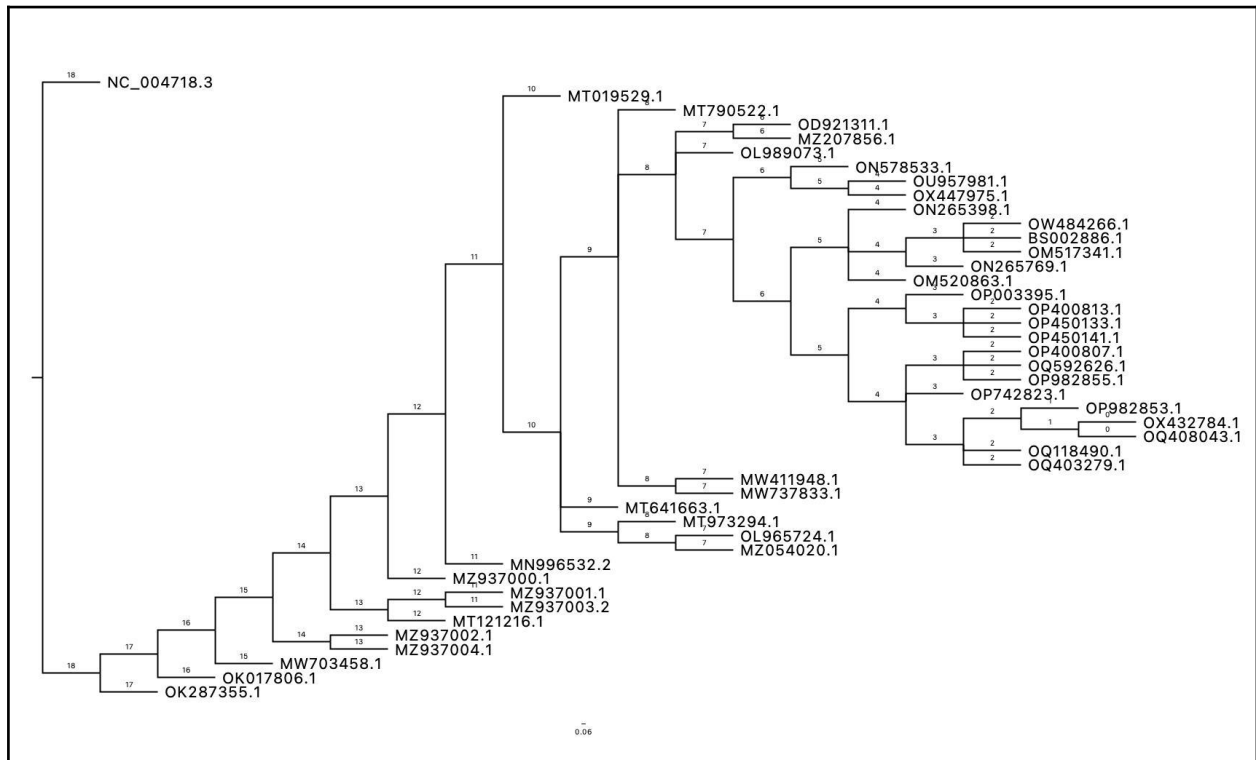 18
NC_004718.3
10
MT019529.1
MT790522.1
7
OD921311.1
6
MZ207856.1
7
OL989073.1
ON578533.1
6
8
5
4
OU957981.1
4
OX447975.1
4
ON265398.1
OW484266.1
3
2
BS002886.1
7
5
4
2
OM517341.1
9
11
3
ON265769.1
4
OM520863.1
6
OP003395.1
4
2
OP400813.1
3
2
OP450133.1
2
OP450141.1
5
2
OP400807.1
3
2
OQ592626.1
2
OP982855.1
4
3
OP742823.1
OP982853.1
12
2
1
OX432784.1
10
0
OQ408043.1
3
2
OQ118490.1
2
OQ403279.1
7
MW411948.1
8
7
MW737833.1
13
9
MT641663.1
MT973294.1
9
OL965724.1
8
7
MZ054020.1
14
11
MN996532.2
12
MZ937000.1
12
MZ937001.1
15
11
MZ937003.2
13
12
MT121216.1
16
13
MZ937002.1
14
13
MZ937004.1
17
15
MW703458.1
18
16
OK017806.1
17
OK287355.1
0.06